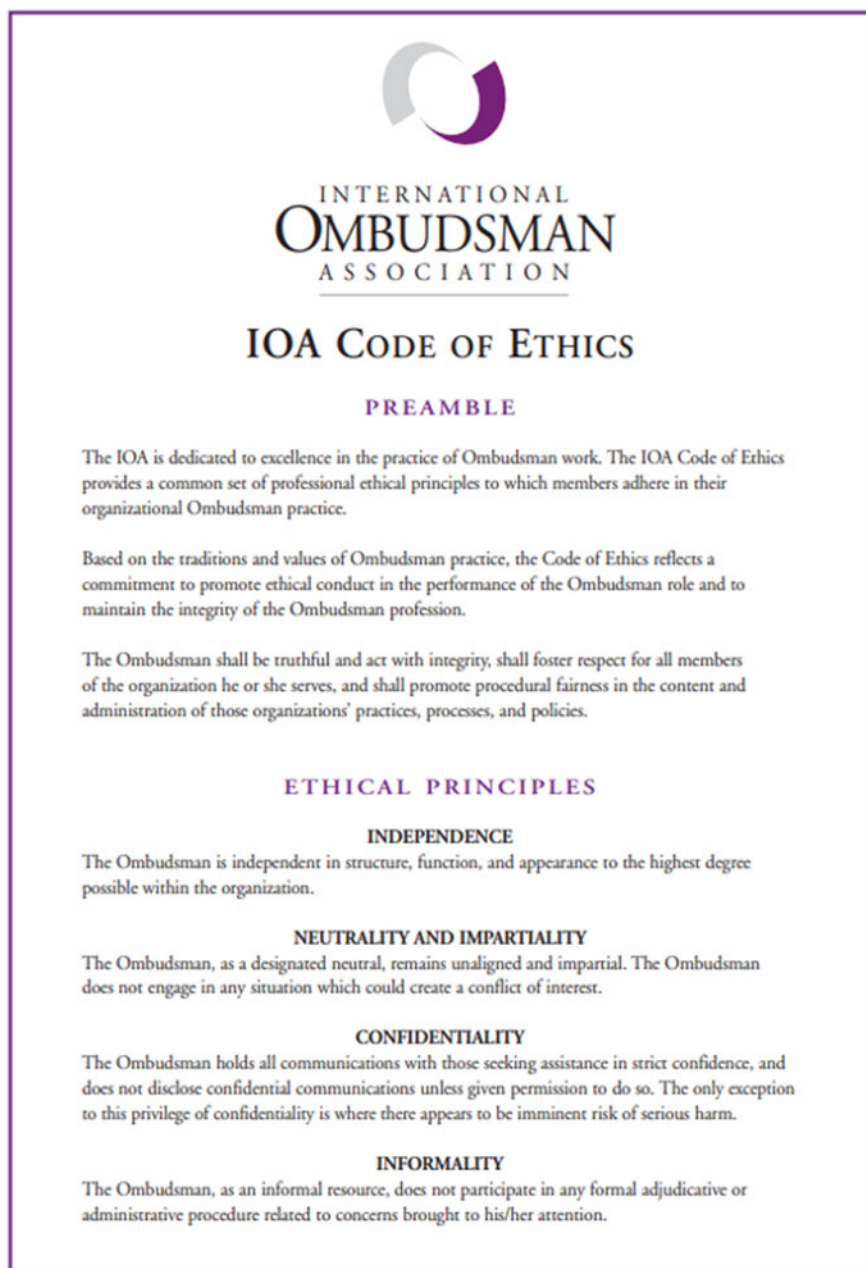 INTERNATIONAL
OMBUDSMAN
ASSOCIATION
IOA CODE OF ETHICS
PREAMBLE
The IOA is dedicated to excellence in the practice of Ombudsman work. The IOA Code of Ethics
provides a common set of professional ethical principles to which members adhere in their
organizational Ombudsman practice.
Based on the traditions and values of Ombudsman practice, the Code of Ethics reflects a
commitment to promote ethical conduct in the performance of the Ombudsman role and to
maintain the integrity of the Ombudsman profession.
The Ombudsman shall be truthful and act with integrity, shall foster respect for all members
of the organization he or she serves, and shall promote procedural fairness in the content and
administration of those organizations' practices, processes, and policies.
ETHICAL PRINCIPLES
INDEPENDENCE
The Ombudsman is independent in structure, function, and appearance to the highest degree
possible within the organization.
NEUTRALITY AND IMPARTIALITY
The Ombudsman, as a designated neutral, remains unaligned and impartial. The Ombudsman
does not engage in any situation which could create a conflict of interest.
CONFIDENTIALITY
The Ombudsman holds all communications with those seeking assistance in strict confidence, and
does not disclose confidential communications unless given permission to do so. The only exception
to this privilege of confidentiality is where there appears to be imminent risk of serious harm.
INFORMALITY
The Ombudsman, as an informal resource, does not participate in any formal adjudicative or
administrative procedure related to concerns brought to his/her attention.